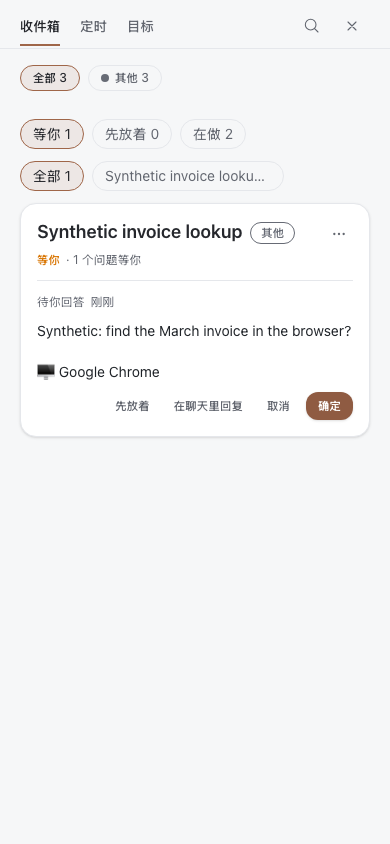 收件箱 定时 目标
全部 3 其他 3
等你 1 先放着 0 在做 2
全部 1 Synthetic invoice looku...
Synthetic invoice lookup 其他 ...
等你 · 1 个问题等你
待你回答 刚刚
Synthetic: find the March invoice in the browser?
Google Chrome
先放着 在聊天里回复 取消 确定